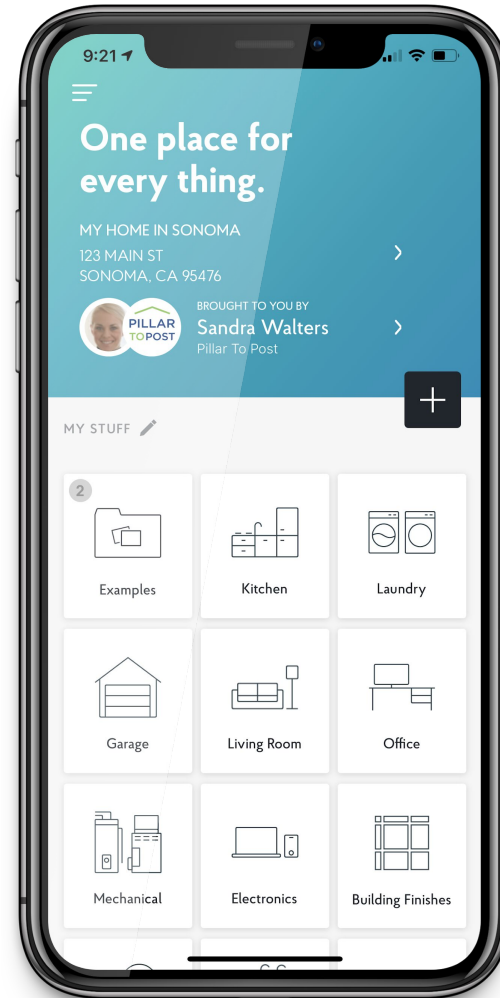 9:21
One place for
every thing.
MY HOME IN SONOMA
123 MAIN ST
SONOMA, CA 95476
PILLAR
TO POST
BROUGHT TO YOU BY
Sandra Walters
Pillar To Post
MY STUFF
2
Examples
Kitchen
Laundry
Garage
Living Room
Office
Mechanical
Electronics
Building Finishes